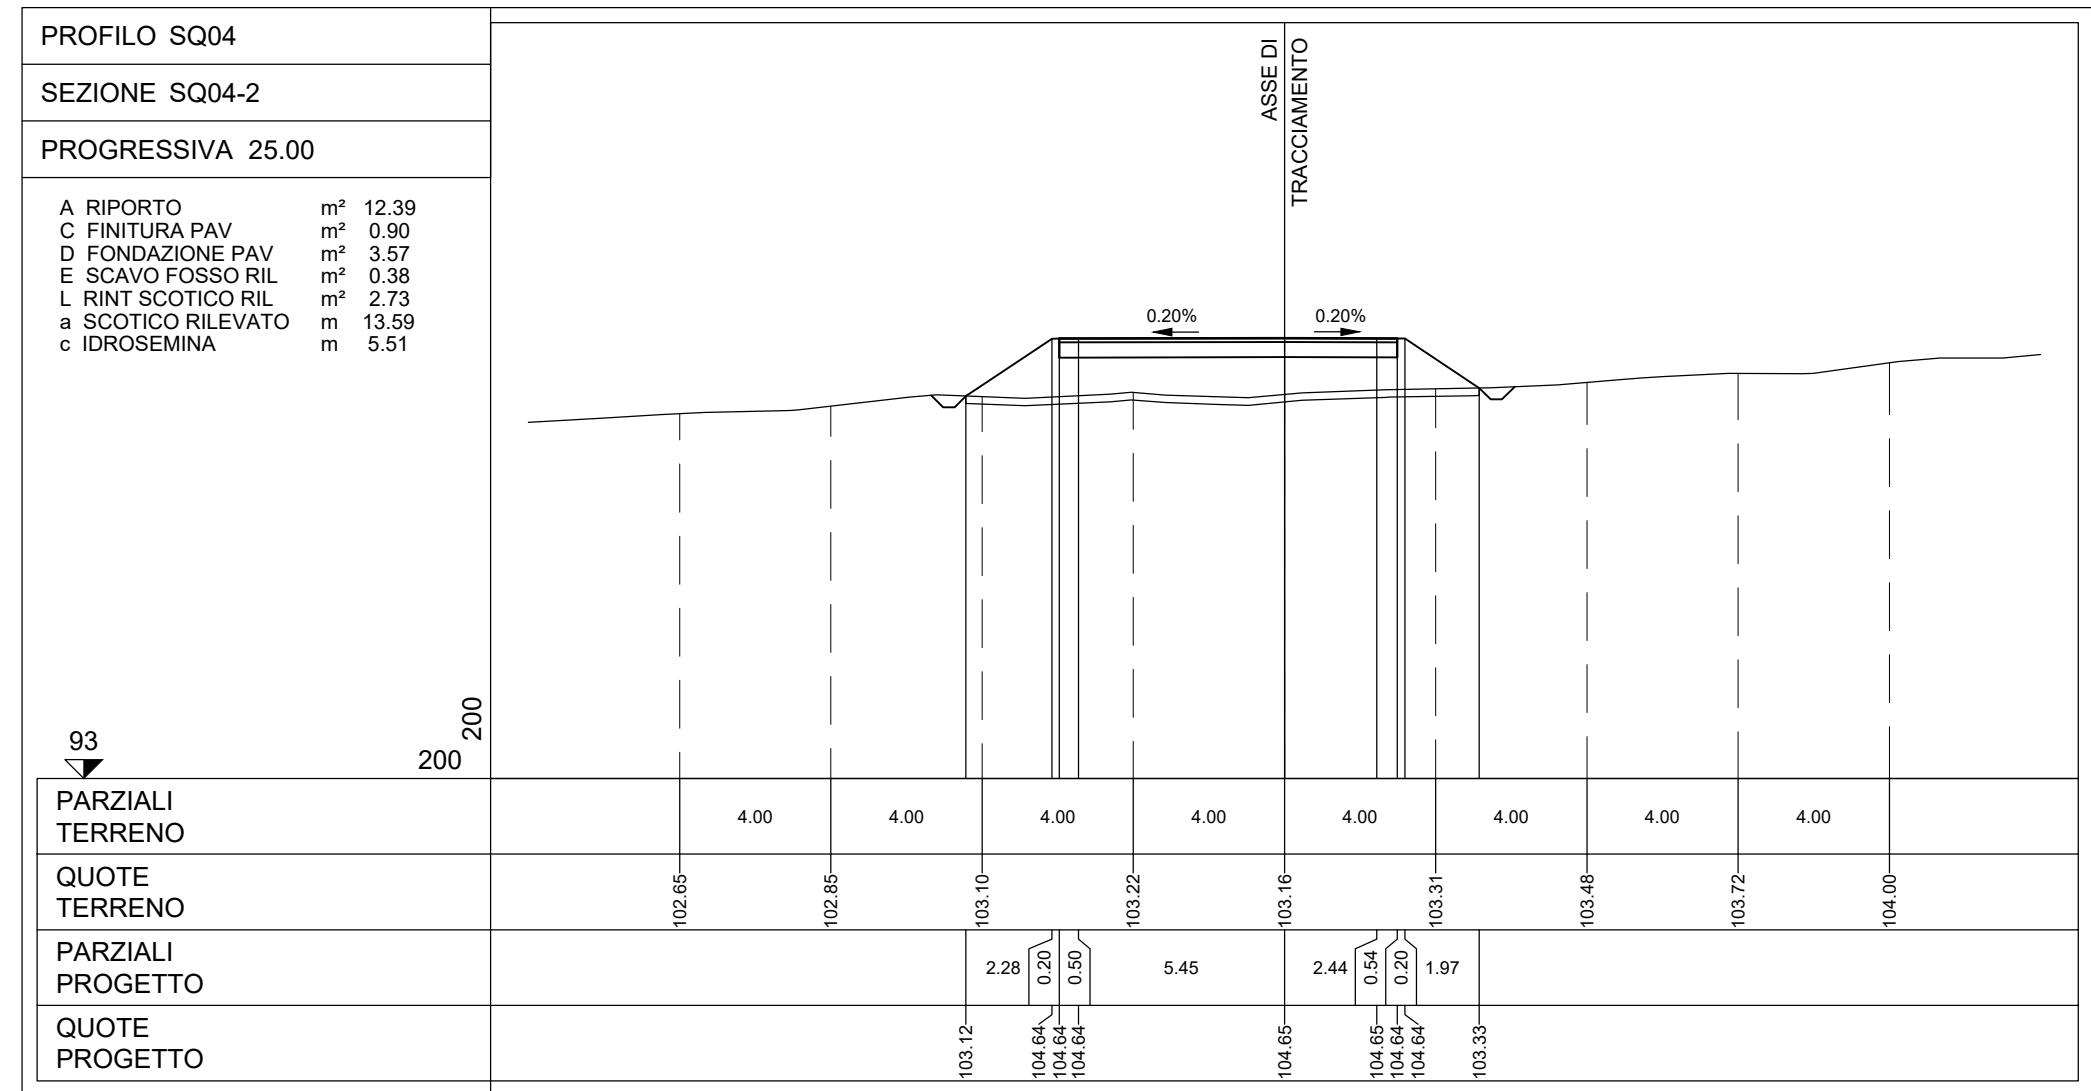 PROFILO SQ04
SEZIONE SQ04-2
PROGRESSIVA 25.00
A RIPORTO m² 12.39
C FINITURA PAV m² 0.90
D FONDAZIONE PAV m² 3.57
E SCAVO FOSSO RIL m² 0.38
L RINT SCOTICO RIL m² 2.73
a SCOTICO RILEVATO m 13.59
c IDROSEMINA m 5.51
ASSE DI
TRACCIAMENTO
0.20% 0.20%
93
200
200
PARZIALI
TERRENO
4.00 4.00 4.00 4.00 4.00 4.00 4.00 4.00
QUOTE
TERRENO
102.65 102.85 103.10 103.22 103.16 103.31 103.48 103.72 104.00
PARZIALI
PROGETTO
2.28 0.20 0.50 5.45 2.44 0.54 0.20 1.97
QUOTE
PROGETTO
103.12 104.64 104.64 104.64 104.65 104.65 104.64 104.64 103.33